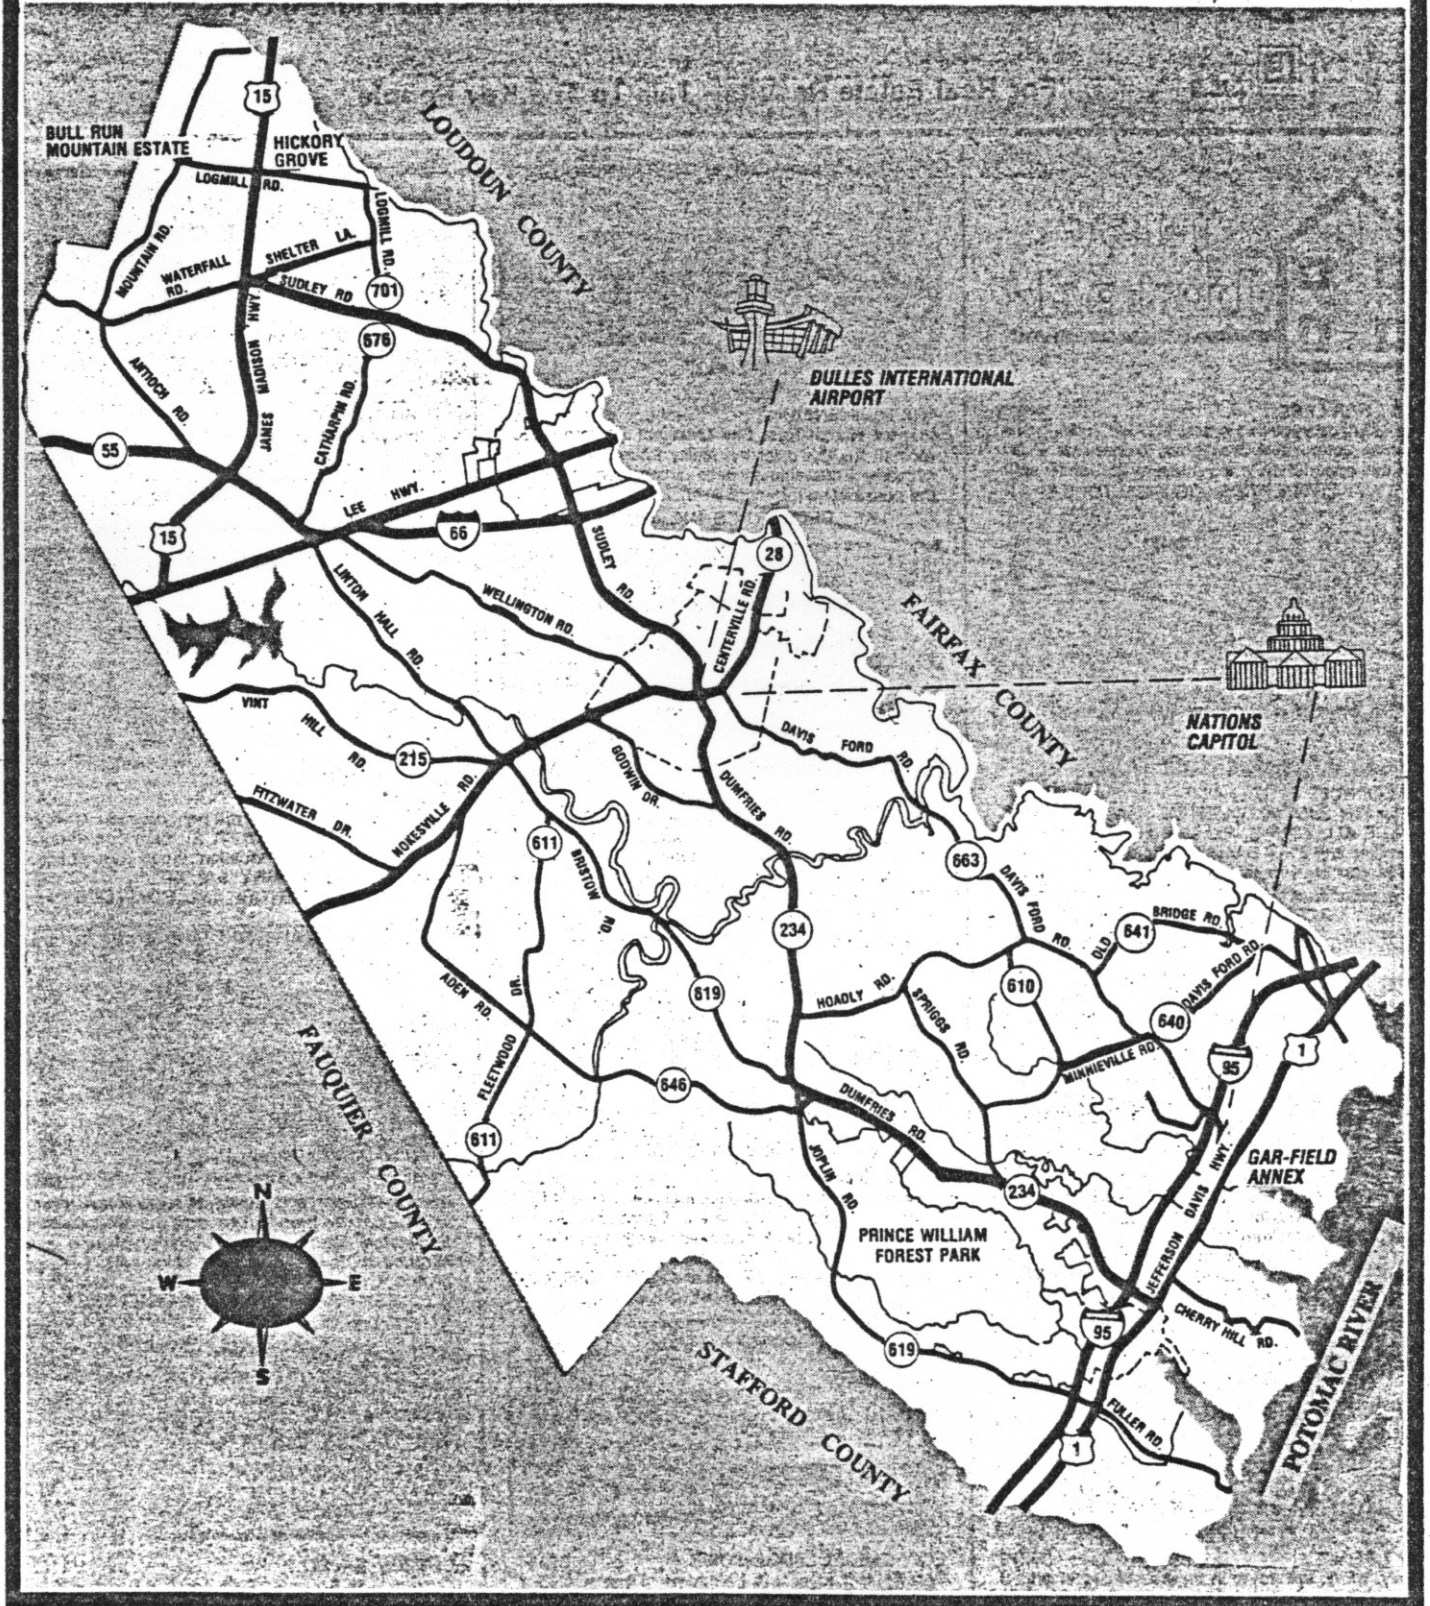 15
BULL RUN
MOUNTAIN ESTATE
HICKORY
GROVE
LOUDOUN COUNTY
LOGMILL RD.
LOGMILL RD.
MOUNTAIN RD.
WATERFALL
RD.
SHELTER LA.
SUDLEY RD
701
676
JAMES MADISON HWY.
ANTIOCH RD.
CATHARPIN RD.
DULLES INTERNATIONAL
AIRPORT
55
LEE HWY.
15
66
28
SUDLEY RD.
LINTON HALL RD.
WELLINGTON RD.
CENTERVILLE RD.
FAIRFAX COUNTY
NATIONS
CAPITOL
VINT HILL RD.
215
DAVIS FORD RD.
GODWIN DR.
DUMFRIES RD.
FITZWATER DR.
NOKESVILLE RD.
611
BRISTOW RD.
663
DAVIS FORD RD.
234
OLD
641
BRIDGE RD.
ADEN RD.
619
HOADLY RD.
SPRIGGS RD.
610
DAVIS FORD RD.
640
MINNIEVILLE RD.
95
1
FAUQUIER COUNTY
FLEETWOOD DR.
646
DUMFRIES RD.
611
JOPLIN RD.
GAR-FIELD
ANNEX
234
PRINCE WILLIAM
FOREST PARK
JEFFERSON DAVIS HWY.
N
W
E
S
CHERRY HILL RD.
95
619
STAFFORD COUNTY
POTOMAC RIVER
FULLER RD.
1